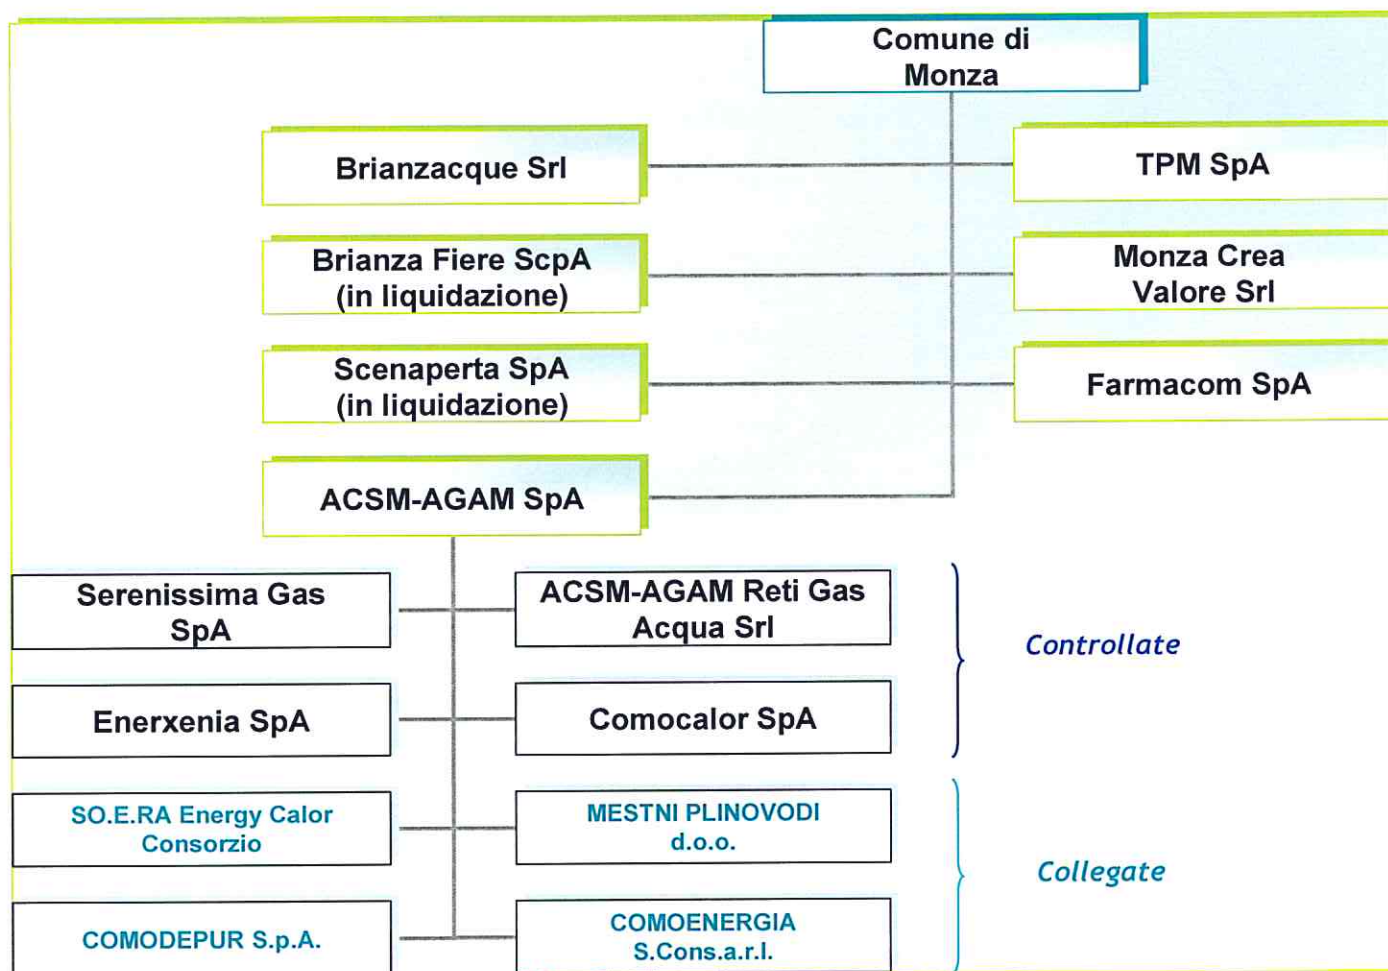 Comune di
Monza
Brianzacque Srl
TPM SpA
Brianza Fiere ScpA
(in liquidazione)
Monza Crea
Valore Srl
Scenaperta SpA
(in liquidazione)
Farmacom SpA
ACSM-AGAM SpA
Serenissima Gas
SpA
ACSM-AGAM Reti Gas
Acqua Srl
Controllate
Enerxenia SpA
Comocalor SpA
SO.E.RA Energy Calor
Consorzio
MESTNI PLINOVODI
d.o.o.
Collegate
COMODEPUR S.p.A.
COMOENERGIA
S.Cons.a.r.l.